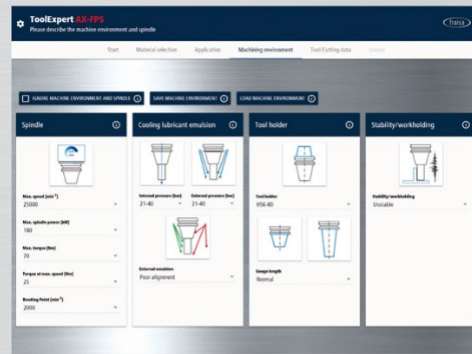 ToolExpert AX-FPS
Please describe the machine environment and spindle
fraisa
Start Material selection Application Machining environment Tool/Cutting data Output
IGNORE MACHINE ENVIRONMENT AND SPINDLE
SAVE MACHINE ENVIRONMENT
LOAD MACHINE ENVIRONMENT
Spindle
Max. speed [min⁻¹]
25000
Max. spindle power [kW]
180
Max. torque [Nm]
70
Torque at max. speed [Nm]
25
Bending Point [min⁻¹]
2000
Cooling lubricant emulsion
Internal pressure [bar] External pressure [bar]
21-40 21-40
External emulsion
Poor alignment
Tool holder
Tool holder
HSK-80
Gauge length
Normal
Stability/workholding
Stability/workholding
Unstable